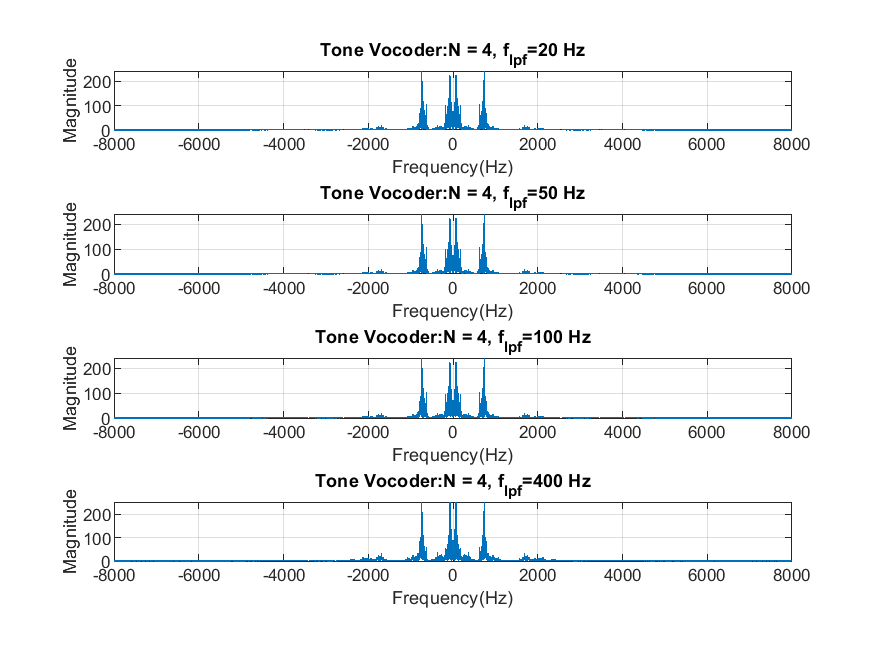 Tone Vocoder:N = 4, f_lpf=20 Hz
Magnitude
200
100
0
-8000 -6000 -4000 -2000 0 2000 4000 6000 8000
Frequency(Hz)
Tone Vocoder:N = 4, f_lpf=50 Hz
Magnitude
200
100
0
-8000 -6000 -4000 -2000 0 2000 4000 6000 8000
Frequency(Hz)
Tone Vocoder:N = 4, f_lpf=100 Hz
Magnitude
200
100
0
-8000 -6000 -4000 -2000 0 2000 4000 6000 8000
Frequency(Hz)
Tone Vocoder:N = 4, f_lpf=400 Hz
Magnitude
200
100
0
-8000 -6000 -4000 -2000 0 2000 4000 6000 8000
Frequency(Hz)